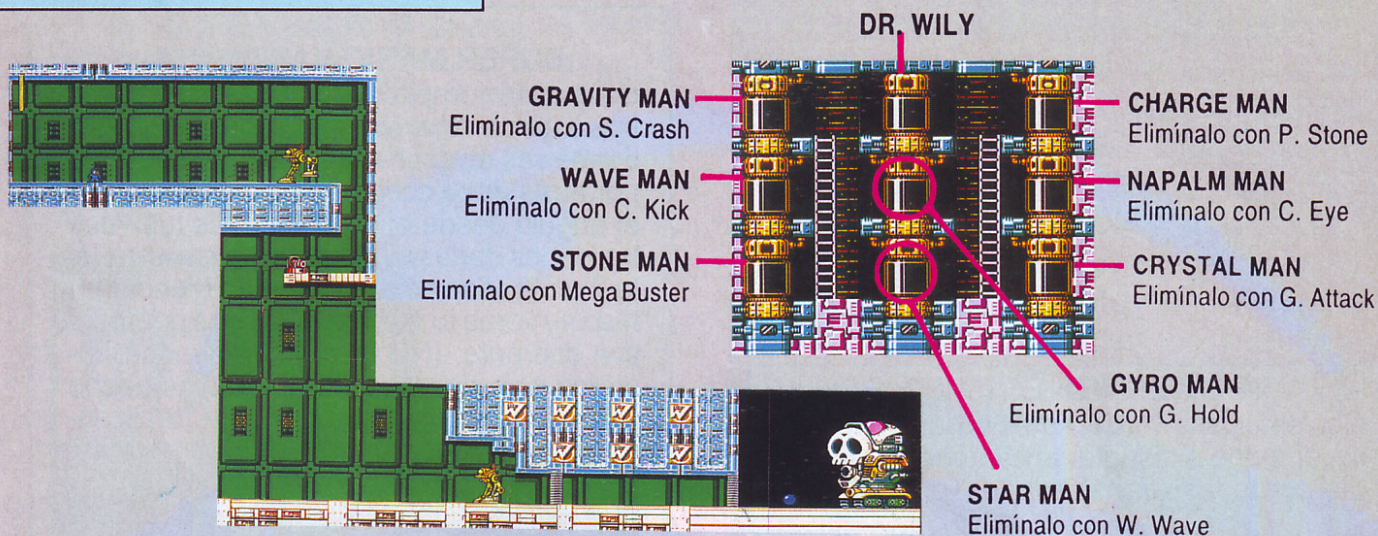 DR. WILY
GRAVITY MAN
Elimínalo con S. Crash
WAVE MAN
Elimínalo con C. Kick
STONE MAN
Elimínalo con Mega Buster
CHARGE MAN
Elimínalo con P. Stone
NAPALM MAN
Elimínalo con C. Eye
CRYSTAL MAN
Elimínalo con G. Attack
GYRO MAN
Elimínalo con G. Hold
STAR MAN
Elimínalo con W. Wave